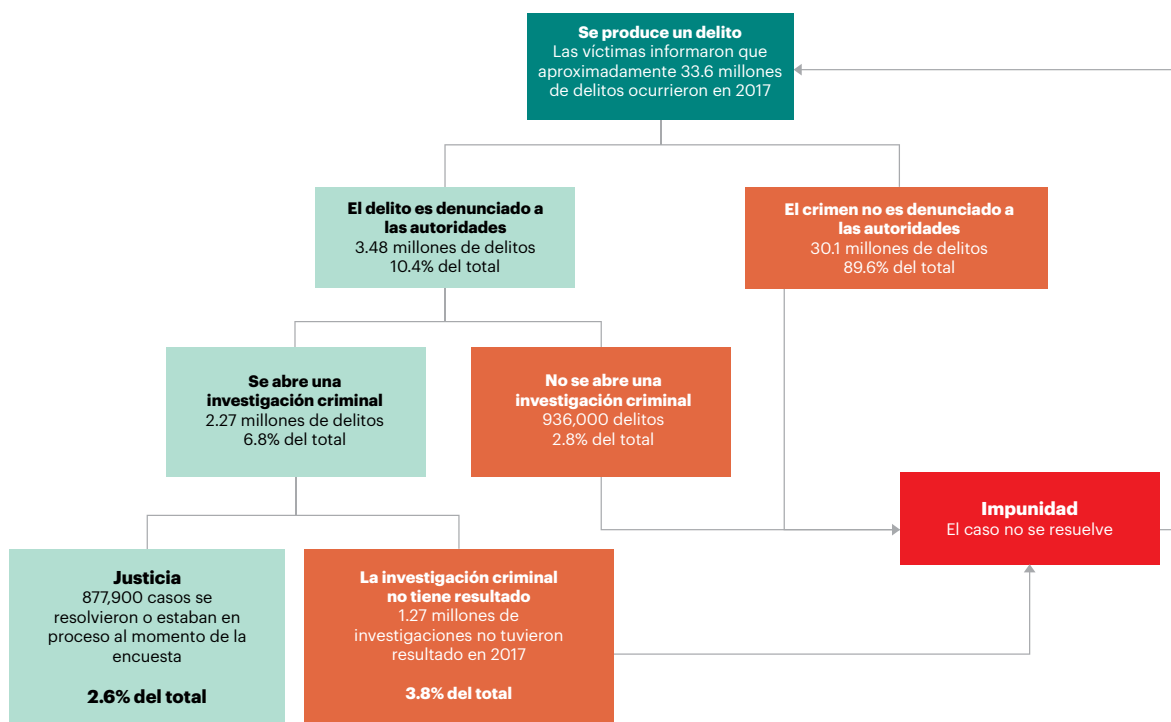 Se produce un delito
Las víctimas informaron que
aproximadamente 33.6 millones
de delitos ocurrieron en 2017
El delito es denunciado a
las autoridades
3.48 millones de delitos
10.4% del total
El crimen no es denunciado a
las autoridades
30.1 millones de delitos
89.6% del total
Se abre una
investigación criminal
2.27 millones de delitos
6.8% del total
No se abre una
investigación criminal
936,000 delitos
2.8% del total
Impunidad
El caso no se resuelve
Justicia
877,900 casos se
resolvieron o estaban en
proceso al momento de la
encuesta
2.6% del total
La investigación criminal
no tiene resultado
1.27 millones de
investigaciones no tuvieron
resultado en 2017
3.8% del total